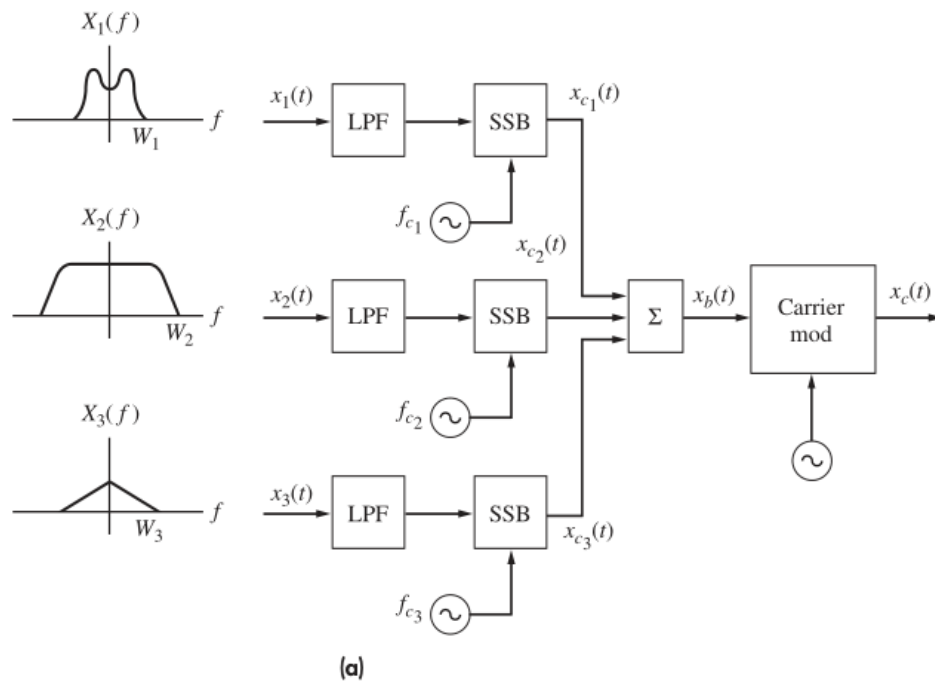 X₁(f)
W₁ f
x₁(t)
LPF
SSB
x_c₁(t)
f_c₁
X₂(f)
W₂ f
x₂(t)
LPF
SSB
x_c₂(t)
f_c₂
X₃(f)
W₃ f
x₃(t)
LPF
SSB
x_c₃(t)
f_c₃
Σ
x_b(t)
Carrier
mod
x_c(t)
(a)